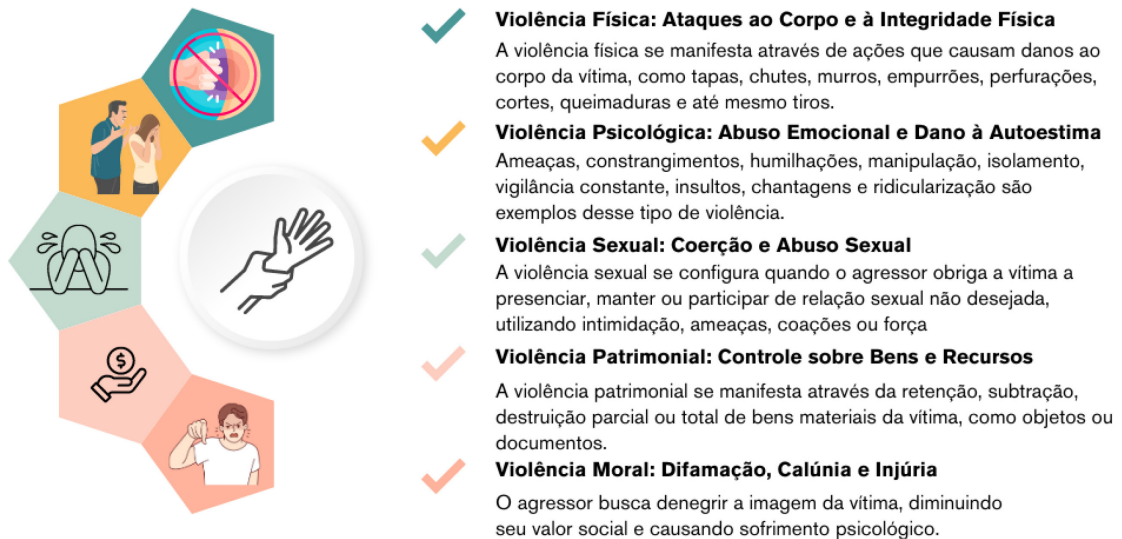 Violência Física: Ataques ao Corpo e à Integridade Física
A violência física se manifesta através de ações que causam danos ao
corpo da vítima, como tapas, chutes, murros, empurrões, perfurações,
cortes, queimaduras e até mesmo tiros.
Violência Psicológica: Abuso Emocional e Dano à Autoestima
Ameaças, constrangimentos, humilhações, manipulação, isolamento,
vigilância constante, insultos, chantagens e ridicularização são
exemplos desse tipo de violência.
Violência Sexual: Coerção e Abuso Sexual
A violência sexual se configura quando o agressor obriga a vítima a
presenciar, manter ou participar de relação sexual não desejada,
utilizando intimidação, ameaças, coações ou força
Violência Patrimonial: Controle sobre Bens e Recursos
A violência patrimonial se manifesta através da retenção, subtração,
destruição parcial ou total de bens materiais da vítima, como objetos ou
documentos.
Violência Moral: Difamação, Calúnia e Injúria
O agressor busca denegrir a imagem da vítima, diminuindo
seu valor social e causando sofrimento psicológico.
$